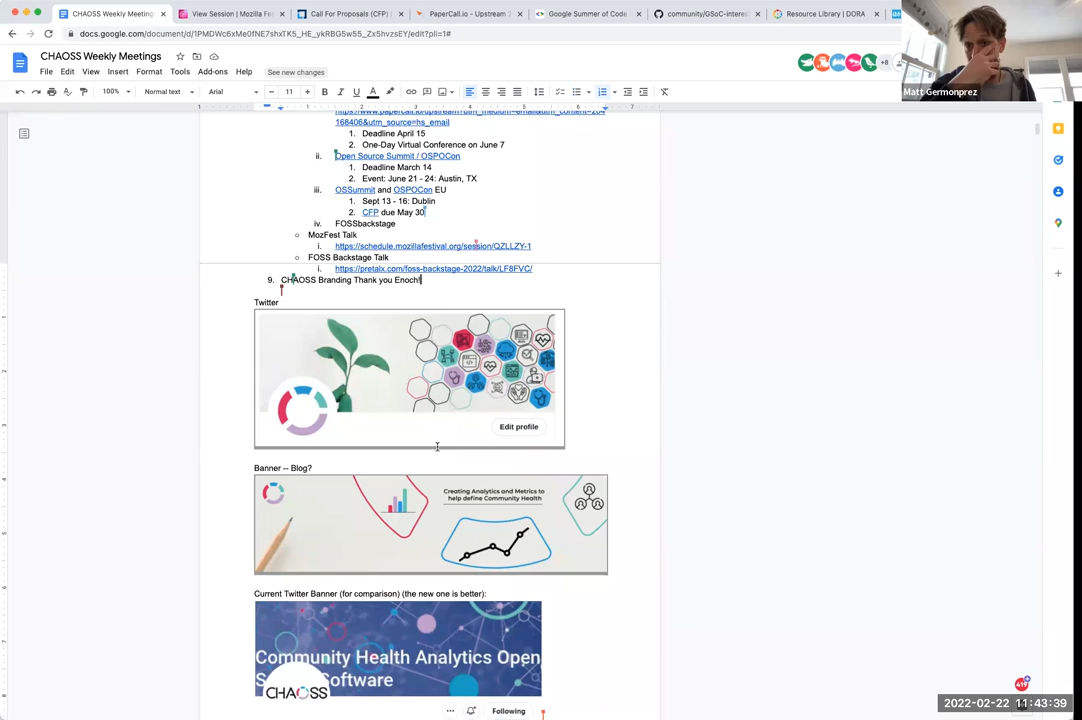 CHAOSS Weekly Meetings
View Session | Mozilla Fe
Call For Proposals (CFP)
PaperCall.io - Upstream 2
Google Summer of Code
community/GSoC-interes
Resource Library | DORA
docs.google.com/document/d/1PMDWc6xMe0fNE7shxTK5_HE_ykRBG5w55_Zx5hvzsEY/edit?pli=1#
CHAOSS Weekly Meetings
File Edit View Insert Format Tools Add-ons Help See new changes
+8
100% Normal text Arial 11
168406&utm_source=hs_email
1. Deadline April 15
2. One-Day Virtual Conference on June 7
ii. Open Source Summit / OSPOCon
1. Deadline March 14
2. Event: June 21 - 24: Austin, TX
iii. OSSummit and OSPOCon EU
1. Sept 13 - 16: Dublin
2. CFP due May 30
iv. FOSSbackstage
MozFest Talk
i. https://schedule.mozillafestival.org/session/QZLLZY-1
FOSS Backstage Talk
i. https://pretalx.com/foss-backstage-2022/talk/LF8FVC/
9. CHAOSS Branding Thank you Enoch!
Twitter
Edit profile
Banner -- Blog?
Creating Analytics and Metrics to
help define Community Health
Current Twitter Banner (for comparison) (the new one is better):
Community Health Analytics Open
Software
CHAOSS
Following
Matt Germonprez
419
2022-02-22 11:43:39